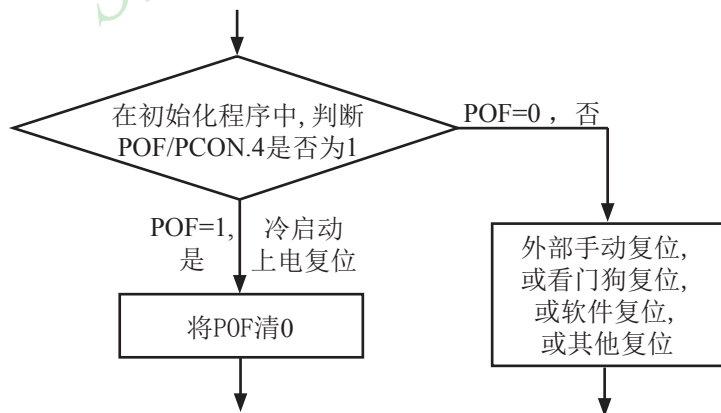 在初始化程序中, 判断
POF/PCON.4是否为1
POF=0 , 否
POF=1, 冷启动
是 上电复位
将POF清0
外部手动复位,
或看门狗复位,
或软件复位,
或其他复位